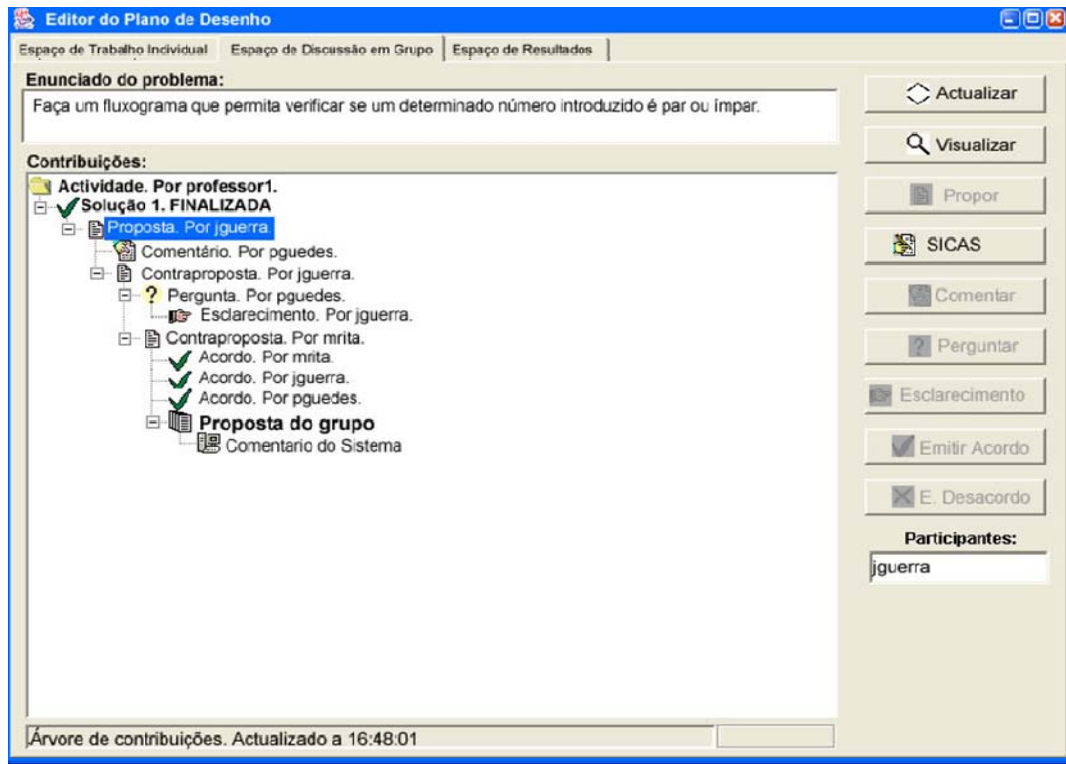 Editor do Plano de Desenho
Espaço de Trabalho Individual Espaço de Discussão em Grupo Espaço de Resultados
Enunciado do problema:
Faça um fluxograma que permita verificar se um determinado número introduzido é par ou ímpar.
Contribuições:
Actividade. Por professor1.
Solução 1. FINALIZADA
Proposta. Por jguerra.
Comentário. Por pguedes.
Contraproposta. Por jguerra.
? Pergunta. Por pguedes.
Esclarecimento. Por jguerra.
Contraproposta. Por mrita.
Acordo. Por mrita.
Acordo. Por jguerra.
Acordo. Por pguedes.
Proposta do grupo
Comentario do Sistema
Árvore de contribuições. Actualizado a 16:48:01
Actualizar
Visualizar
Propor
SICAS
Comentar
? Perguntar
Esclarecimento
Emitir Acordo
E. Desacordo
Participantes:
jguerra